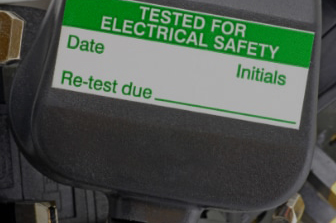 TESTED FOR
ELECTRICAL SAFETY
Date
Initials
Re-test due